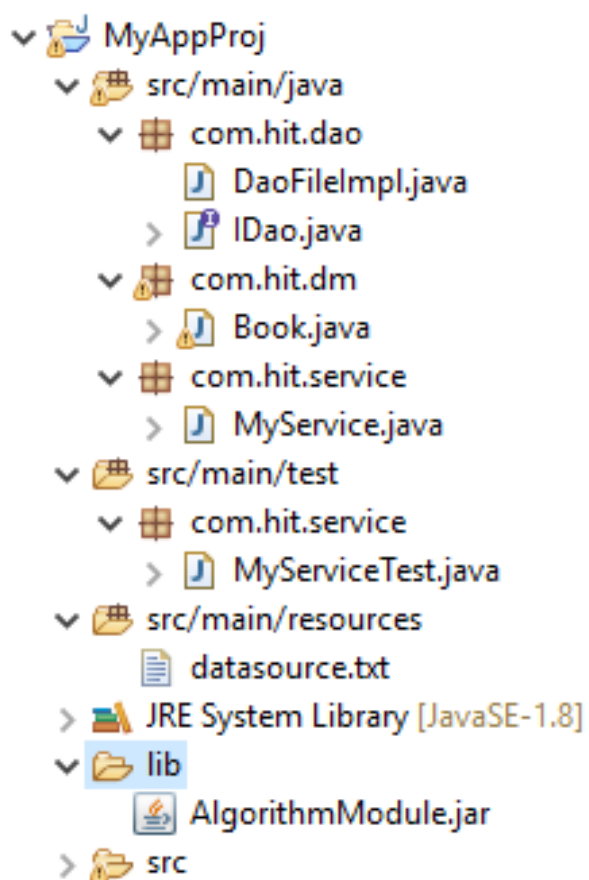 MyAppProj
src/main/java
com.hit.dao
DaoFileImpl.java
IDao.java
com.hit.dm
Book.java
com.hit.service
MyService.java
src/main/test
com.hit.service
MyServiceTest.java
src/main/resources
datasource.txt
JRE System Library [JavaSE-1.8]
lib
AlgorithmModule.jar
src